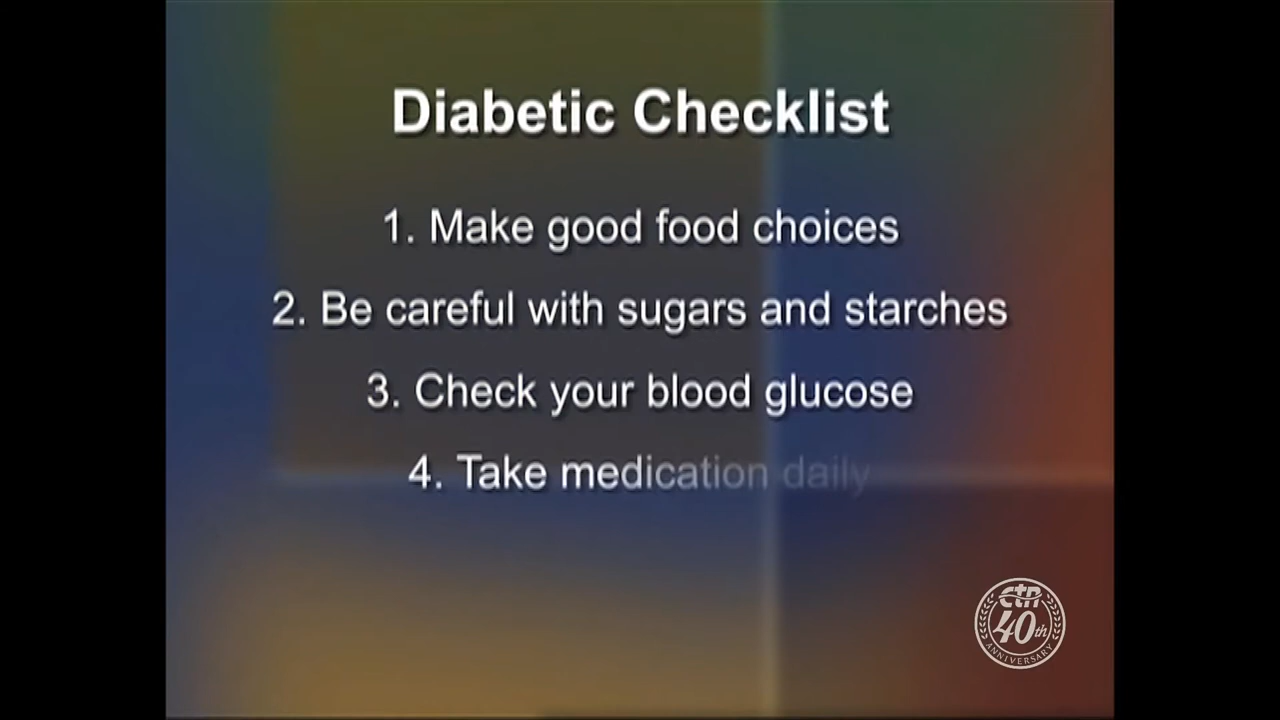 Diabetic Checklist
1. Make good food choices
2. Be careful with sugars and starches
3. Check your blood glucose
4. Take medication daily
ctn
40th
ANNIVERSARY